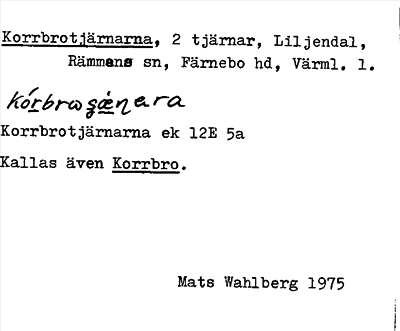 Korrbrotjärnarna, 2 tjärnar, Liljendal,
Rämmens sn, Färnebo hd, Värml. l.
Korrbrotjärnarna ek 12E 5a
Kallas även Korrbro.
Mats Wahlberg 1975